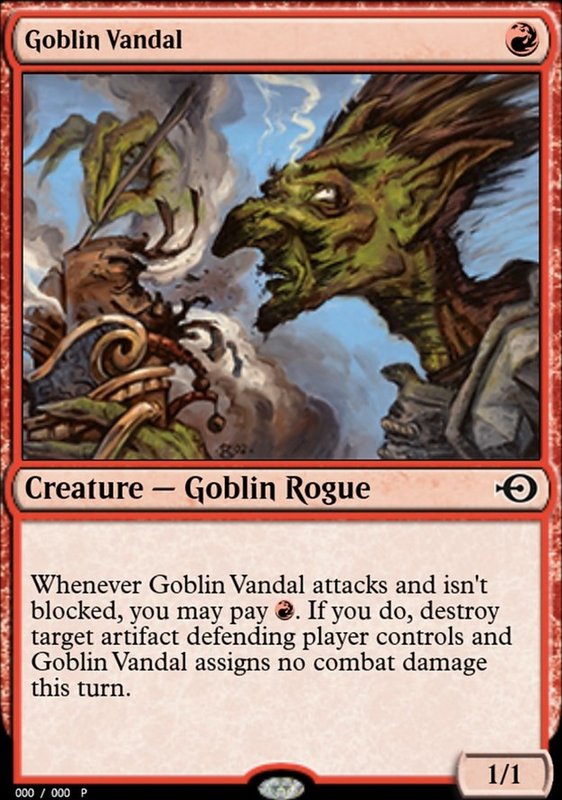 Goblin Vandal
Creature — Goblin Rogue
Whenever Goblin Vandal attacks and isn't
blocked, you may pay . If you do, destroy
target artifact defending player controls and
Goblin Vandal assigns no combat damage
this turn.
1/1
000 / 000 P